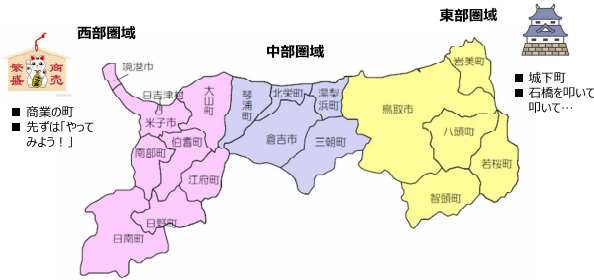 西部圏域
中部圏域
東部圏域
商売
繁盛
■ 商業の町
■ 先ずは「やって
みよう！」
■ 城下町
■ 石橋を叩いて
叩いて…
境港市
日吉津村
米子市
大山町
南部町
伯耆町
江府町
日野町
日南町
琴浦町
北栄町
湯梨浜町
倉吉市
三朝町
鳥取市
岩美町
八頭町
若桜町
智頭町